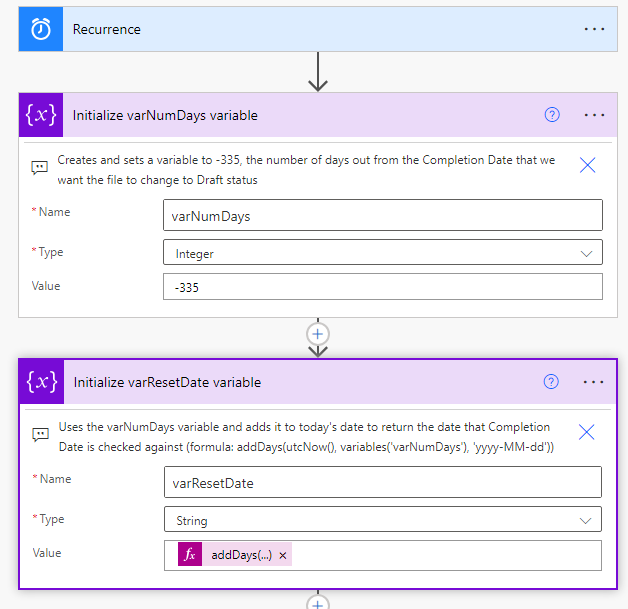 Recurrence
{x} Initialize varNumDays variable
Creates and sets a variable to -335, the number of days out from the Completion Date that we
want the file to change to Draft status
* Name varNumDays
* Type Integer
Value -335
{x} Initialize varResetDate variable
Uses the varNumDays variable and adds it to today's date to return the date that Completion
Date is checked against (formula: addDays(utcNow(), variables('varNumDays'), 'yyyy-MM-dd'))
* Name varResetDate
* Type String
Value fx addDays(...) ×